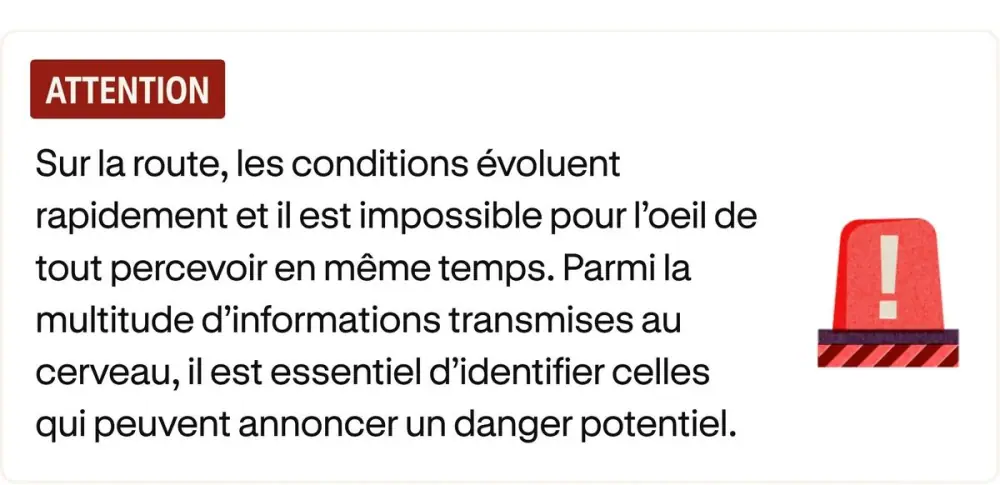 ATTENTION
Sur la route, les conditions évoluent
rapidement et il est impossible pour l’oeil de
tout percevoir en même temps. Parmi la
multitude d’informations transmises au
cerveau, il est essentiel d’identifier celles
qui peuvent annoncer un danger potentiel.
!